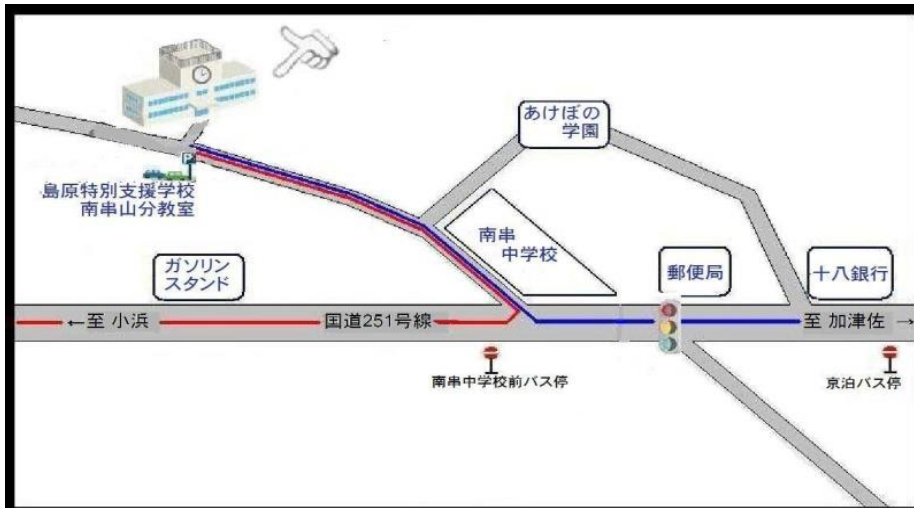 あけぼの
学園
P
島原特別支援学校
南串山分教室
南串
中学校
ガソリン
スタンド
郵便局
十八銀行
←至 小浜
国道251号線
至 加津佐→
南串中学校前バス停
京泊バス停